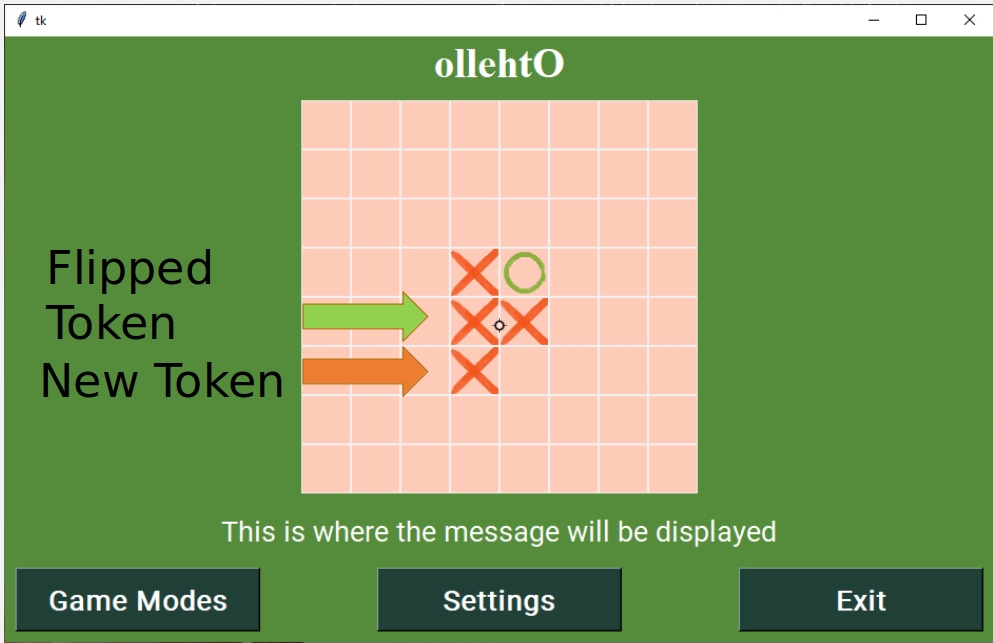 tk
ollehtO
Flipped
Token
New Token
This is where the message will be displayed
Game Modes
Settings
Exit